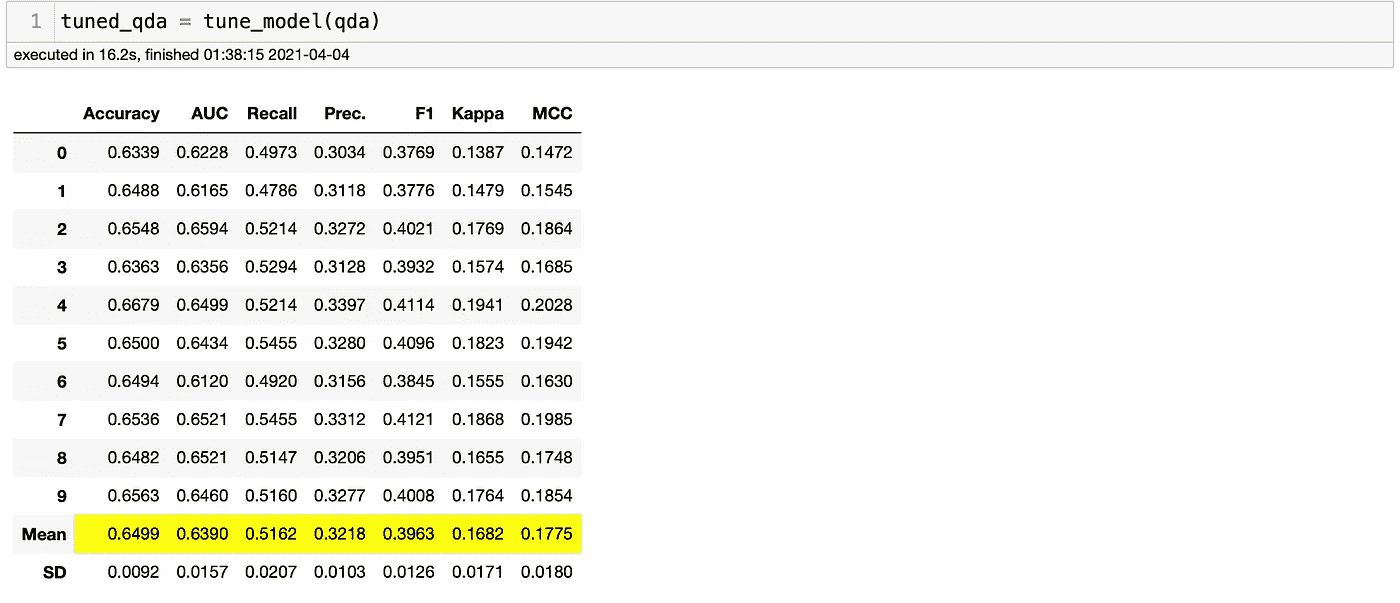 1 tuned_qda = tune_model(qda)
executed in 16.2s, finished 01:38:15 2021-04-04
Accuracy AUC Recall Prec. F1 Kappa MCC
0 0.6339 0.6228 0.4973 0.3034 0.3769 0.1387 0.1472
1 0.6488 0.6165 0.4786 0.3118 0.3776 0.1479 0.1545
2 0.6548 0.6594 0.5214 0.3272 0.4021 0.1769 0.1864
3 0.6363 0.6356 0.5294 0.3128 0.3932 0.1574 0.1685
4 0.6679 0.6499 0.5214 0.3397 0.4114 0.1941 0.2028
5 0.6500 0.6434 0.5455 0.3280 0.4096 0.1823 0.1942
6 0.6494 0.6120 0.4920 0.3156 0.3845 0.1555 0.1630
7 0.6536 0.6521 0.5455 0.3312 0.4121 0.1868 0.1985
8 0.6482 0.6521 0.5147 0.3206 0.3951 0.1655 0.1748
9 0.6563 0.6460 0.5160 0.3277 0.4008 0.1764 0.1854
Mean 0.6499 0.6390 0.5162 0.3218 0.3963 0.1682 0.1775
SD 0.0092 0.0157 0.0207 0.0103 0.0126 0.0171 0.0180